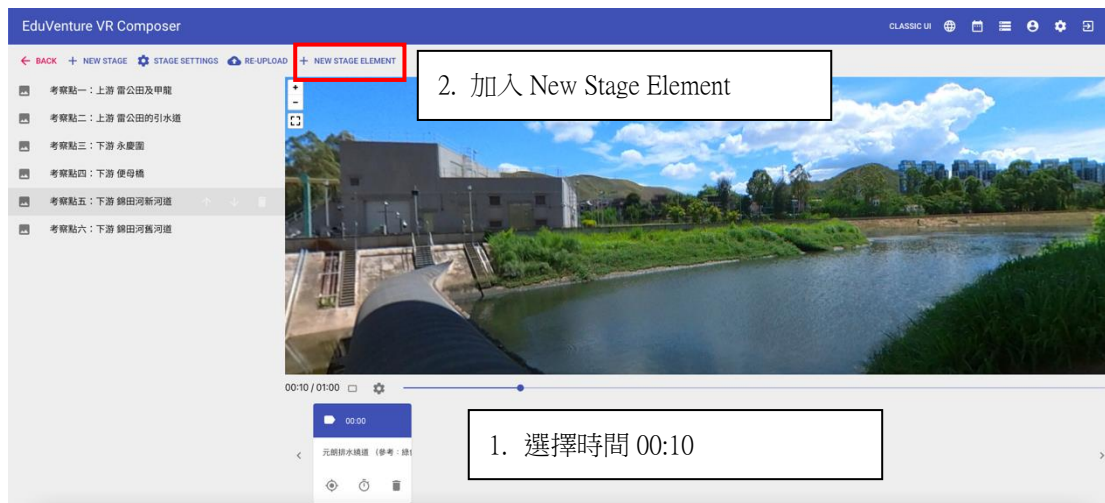 EduVenture VR Composer
CLASSIC UI
BACK
NEW STAGE
STAGE SETTINGS
RE-UPLOAD
+ NEW STAGE ELEMENT
2. 加入 New Stage Element
考察點一：上游 雷公田及甲龍
考察點二：上游 雷公田的引水道
考察點三：下游 永慶圍
考察點四：下游 便母橋
考察點五：下游 錦田河新河道
考察點六：下游 錦田河舊河道
00:10 / 01:00
00:00
1. 選擇時間 00:10
元朗排水繞道 （參考：